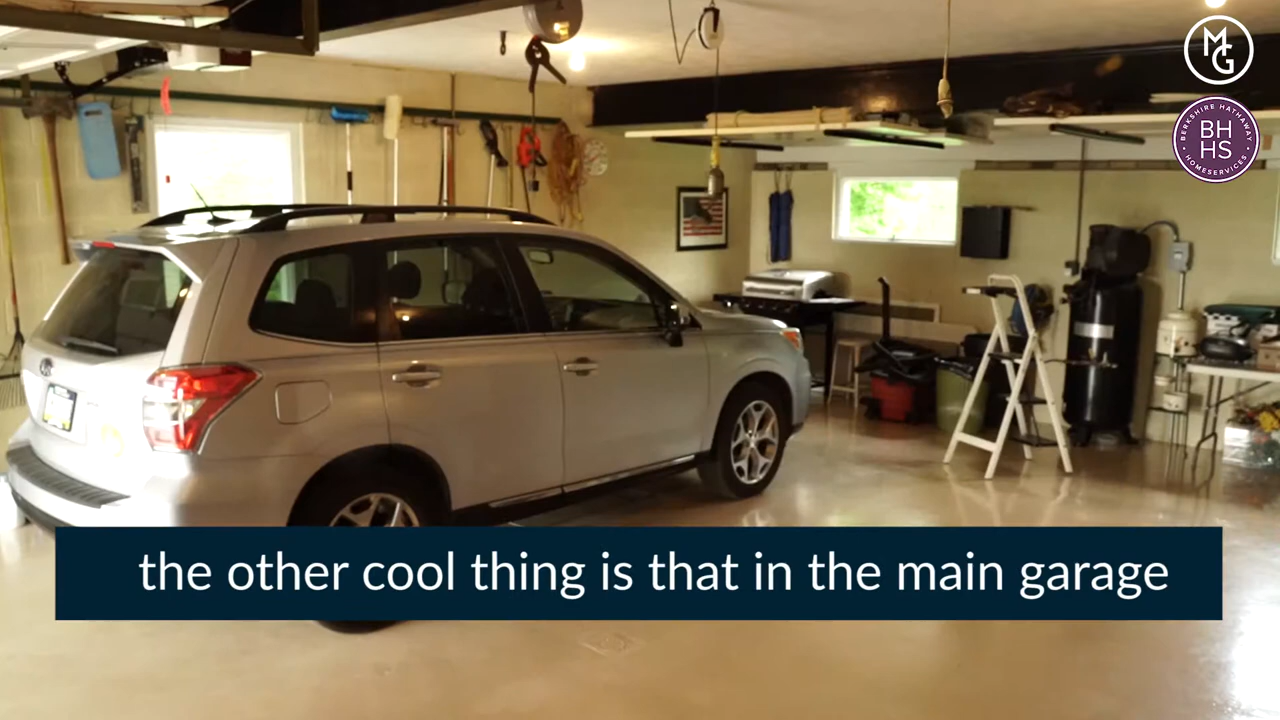 MG
BERKSHIRE HATHAWAY
BH
HS
HOMESERVICES
the other cool thing is that in the main garage